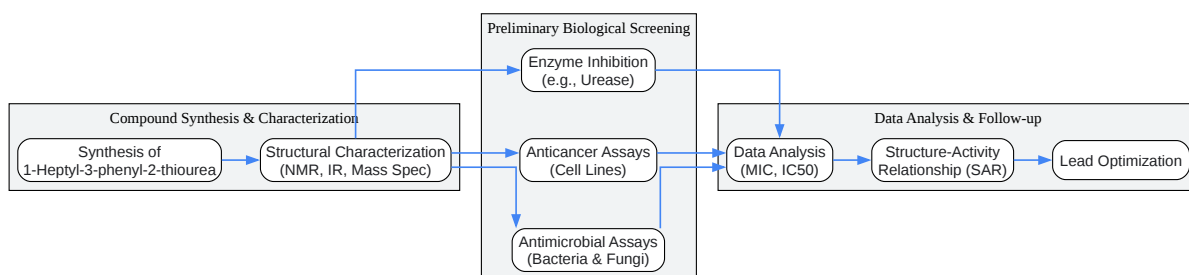 Preliminary Biological Screening
Enzyme Inhibition
(e.g., Urease)
Compound Synthesis & Characterization
Data Analysis & Follow-up
Synthesis of
1-Heptyl-3-phenyl-2-thiourea
Structural Characterization
(NMR, IR, Mass Spec)
Anticancer Assays
(Cell Lines)
Data Analysis
(MIC, IC50)
Structure-Activity
Relationship (SAR)
Lead Optimization
Antimicrobial Assays
(Bacteria & Fungi)